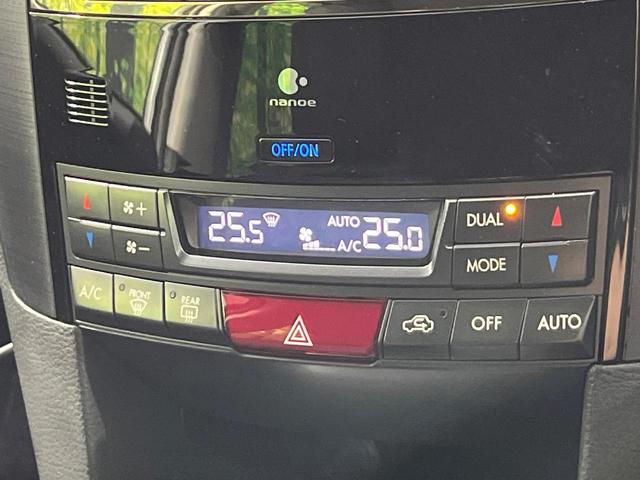 nanoe
OFF/ON
25.5 AUTO A/C 25.0
+
-
DUAL
MODE
A/C FRONT REAR OFF AUTO